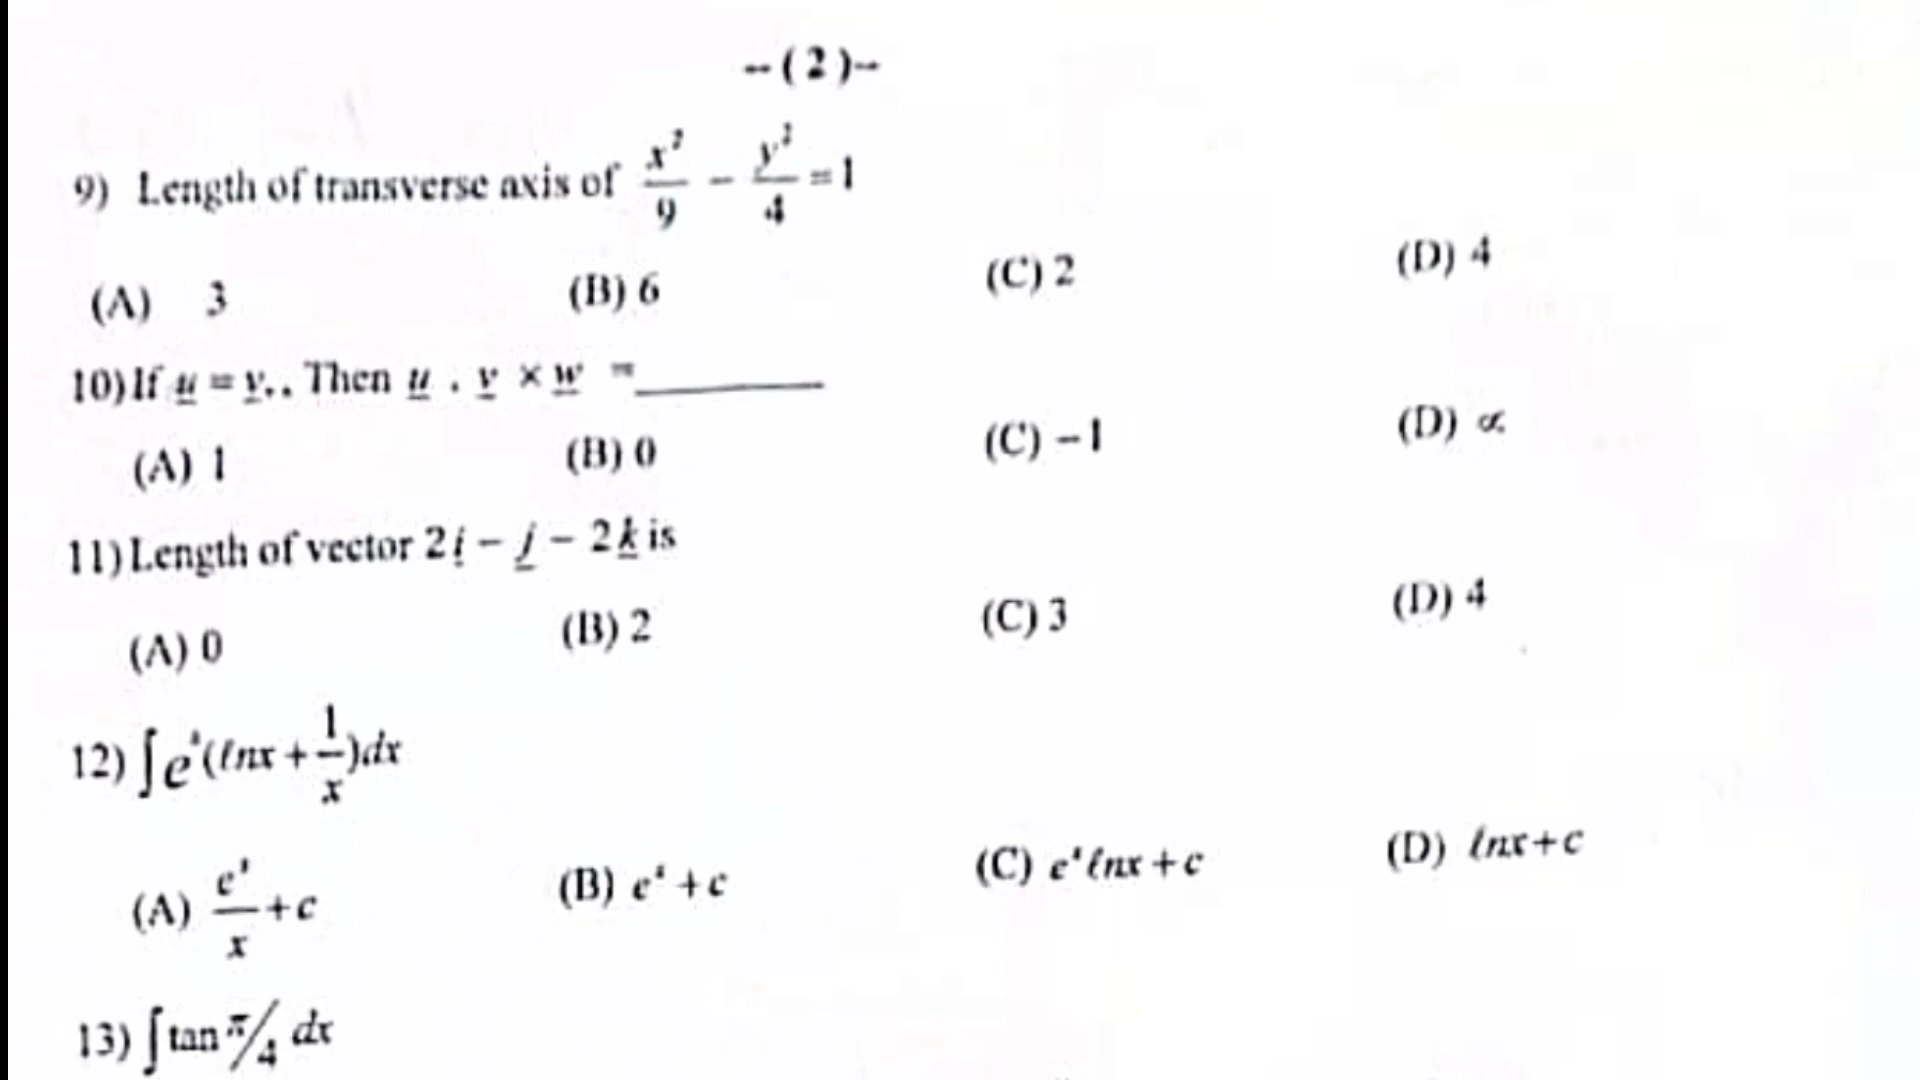 --(2)--
9) Length of transverse axis of x²/9 − y²/4 = 1
(A) 3 (B) 6 (C) 2 (D) 4
10) If u = v.. Then u . v × w = ________
(A) 1 (B) 0 (C) −1 (D) ∝
11) Length of vector 2i − j − 2k is
(A) 0 (B) 2 (C) 3 (D) 4
12) ∫eˣ(ℓnx + 1/x)dx
(A) eˣ/x + c (B) eˣ + c (C) eˣℓnx + c (D) ℓnx + c
13) ∫tan π/4 dx